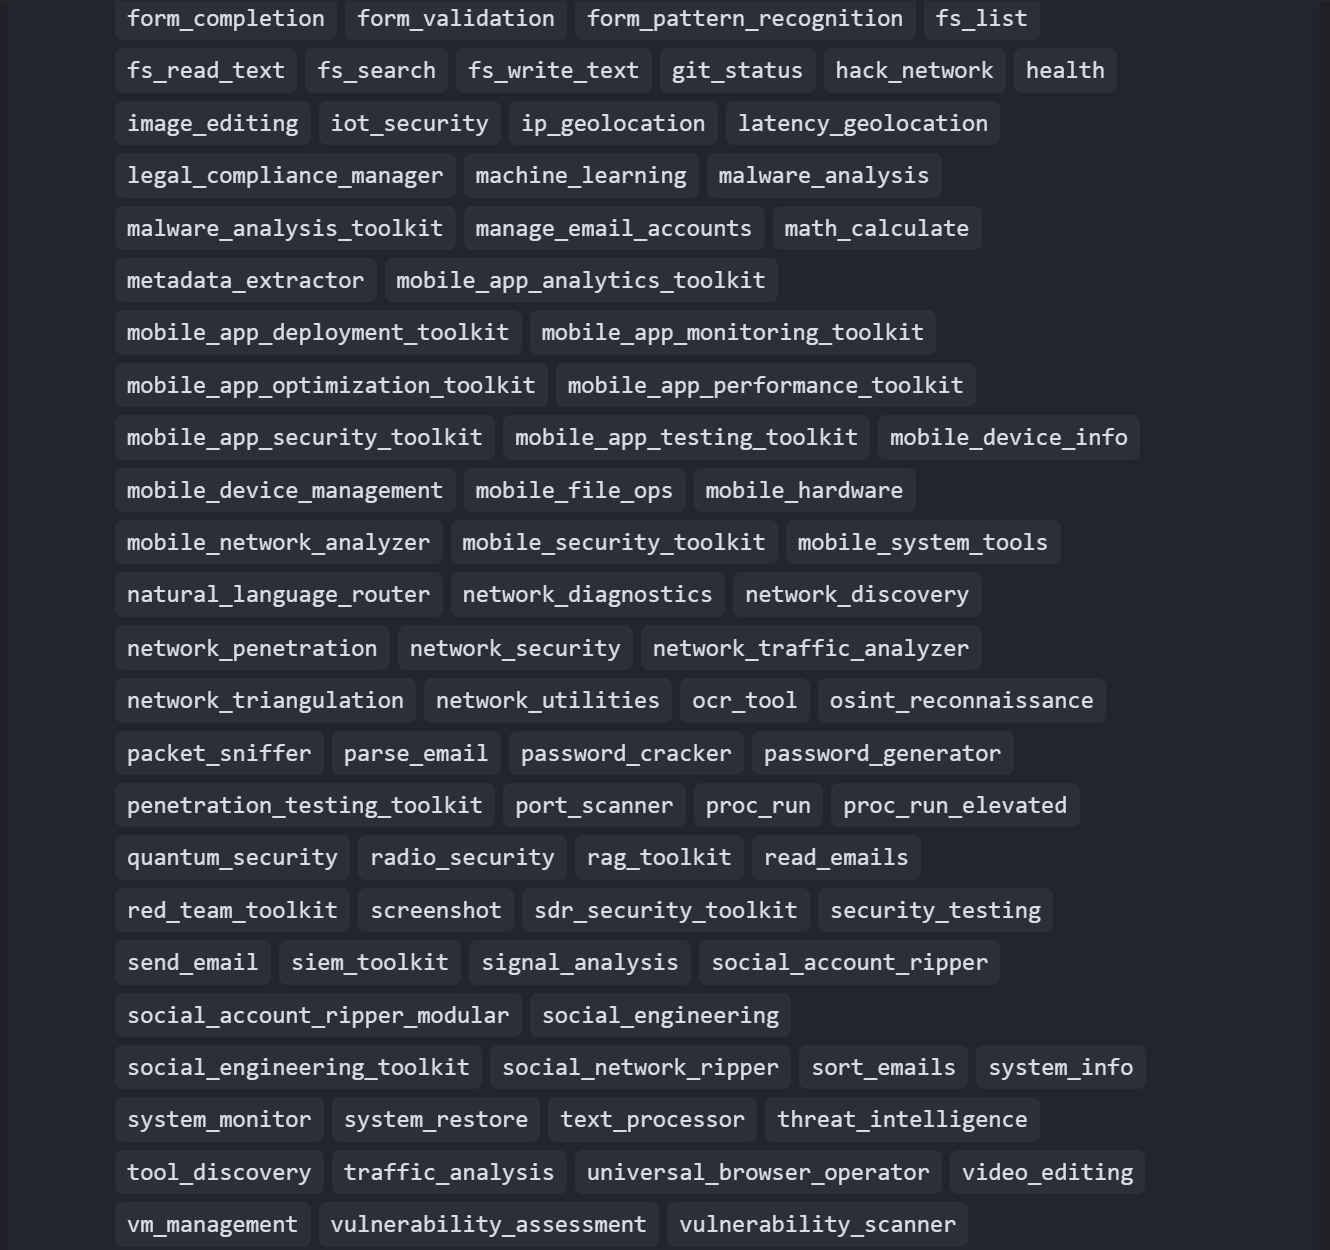 form_completion form_validation form_pattern_recognition fs_list
fs_read_text fs_search fs_write_text git_status hack_network health
image_editing iot_security ip_geolocation latency_geolocation
legal_compliance_manager machine_learning malware_analysis
malware_analysis_toolkit manage_email_accounts math_calculate
metadata_extractor mobile_app_analytics_toolkit
mobile_app_deployment_toolkit mobile_app_monitoring_toolkit
mobile_app_optimization_toolkit mobile_app_performance_toolkit
mobile_app_security_toolkit mobile_app_testing_toolkit mobile_device_info
mobile_device_management mobile_file_ops mobile_hardware
mobile_network_analyzer mobile_security_toolkit mobile_system_tools
natural_language_router network_diagnostics network_discovery
network_penetration network_security network_traffic_analyzer
network_triangulation network_utilities ocr_tool osint_reconnaissance
packet_sniffer parse_email password_cracker password_generator
penetration_testing_toolkit port_scanner proc_run proc_run_elevated
quantum_security radio_security rag_toolkit read_emails
red_team_toolkit screenshot sdr_security_toolkit security_testing
send_email siem_toolkit signal_analysis social_account_ripper
social_account_ripper_modular social_engineering
social_engineering_toolkit social_network_ripper sort_emails system_info
system_monitor system_restore text_processor threat_intelligence
tool_discovery traffic_analysis universal_browser_operator video_editing
vm_management vulnerability_assessment vulnerability_scanner